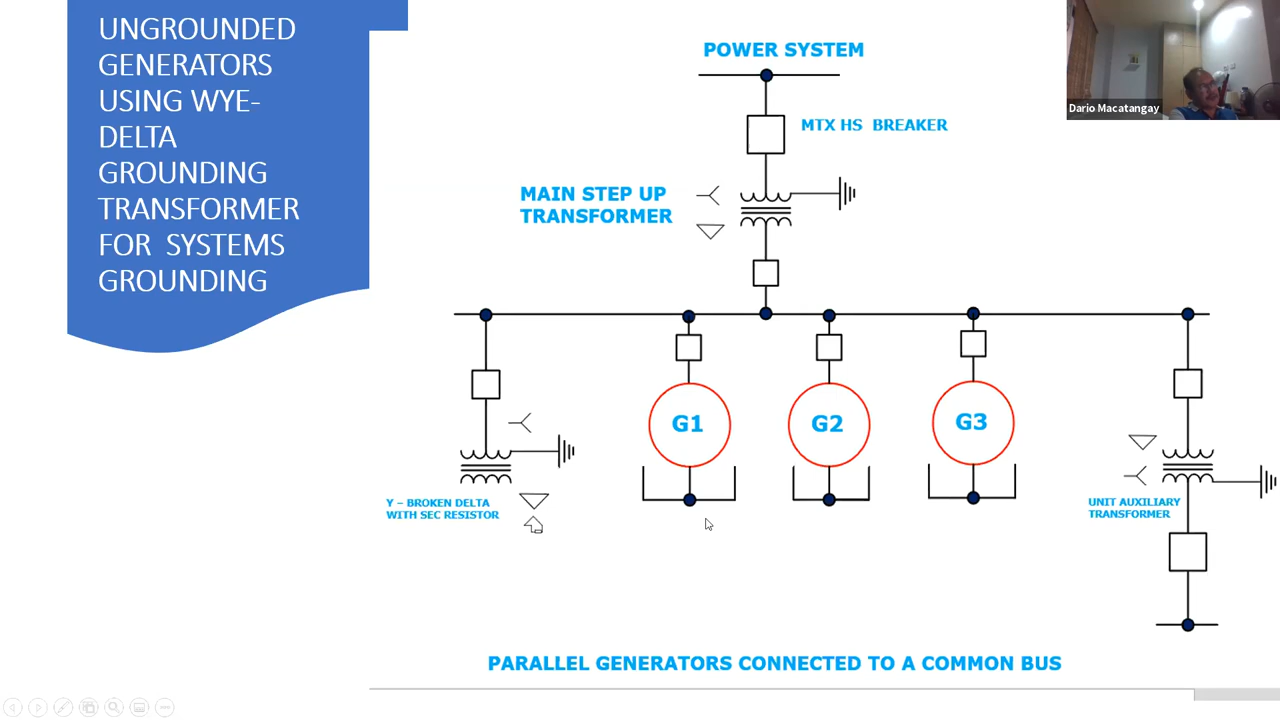 UNGROUNDED
GENERATORS
USING WYE-
DELTA
GROUNDING
TRANSFORMER
FOR  SYSTEMS
GROUNDING
POWER SYSTEM
MTX HS  BREAKER
MAIN STEP UP
TRANSFORMER
G1
G2
G3
Y – BROKEN DELTA
WITH SEC RESISTOR
UNIT AUXILIARY
TRANSFORMER
PARALLEL GENERATORS CONNECTED TO A COMMON BUS
Dario Macatangay